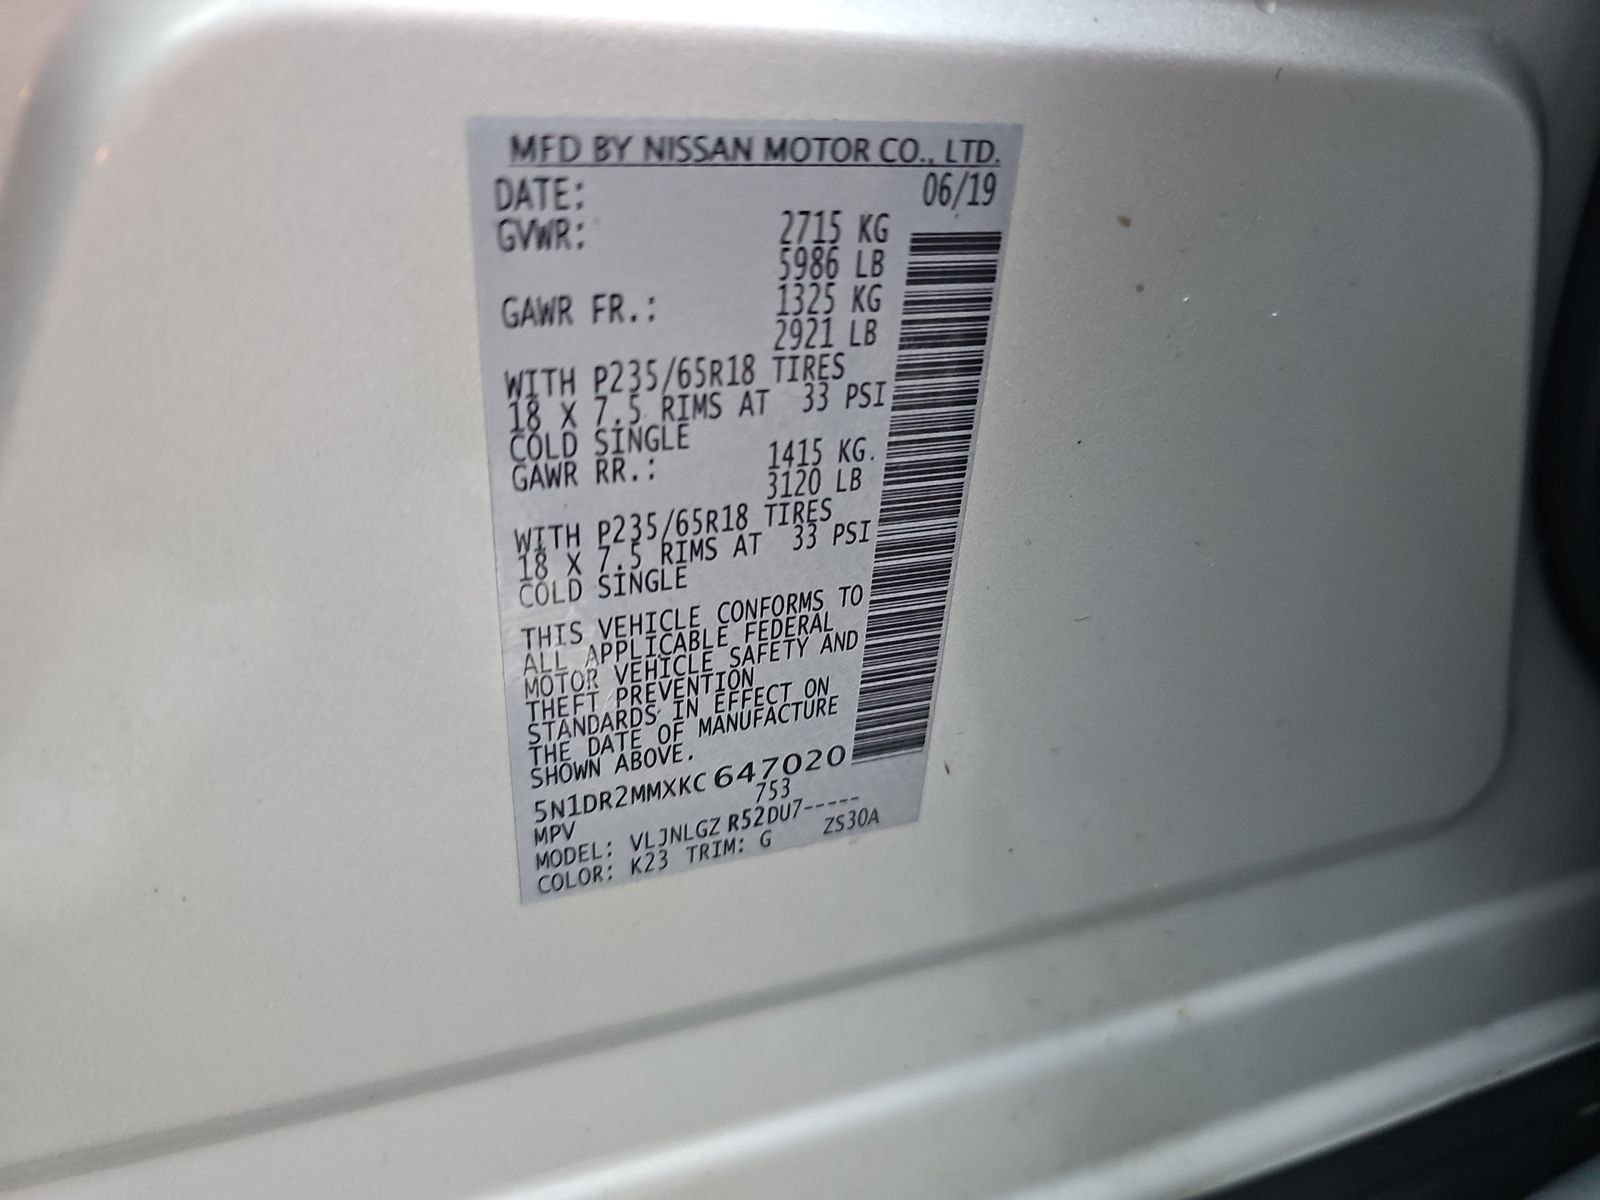 MFD BY NISSAN MOTOR CO., LTD.
DATE: 06/19
GVWR: 2715 KG
5986 LB
GAWR FR.: 1325 KG
2921 LB
WITH P235/65R18 TIRES
18 X 7.5 RIMS AT 33 PSI
COLD SINGLE
GAWR RR.: 1415 KG.
3120 LB
WITH P235/65R18 TIRES
18 X 7.5 RIMS AT 33 PSI
COLD SINGLE
THIS VEHICLE CONFORMS TO
ALL APPLICABLE FEDERAL
MOTOR VEHICLE SAFETY AND
THEFT PREVENTION
STANDARDS IN EFFECT ON
THE DATE OF MANUFACTURE
SHOWN ABOVE.
5N1DR2MMXKC647020
MPV 753
MODEL: VLJNLGZ R52DU7-----
COLOR: K23 TRIM: G ZS30A